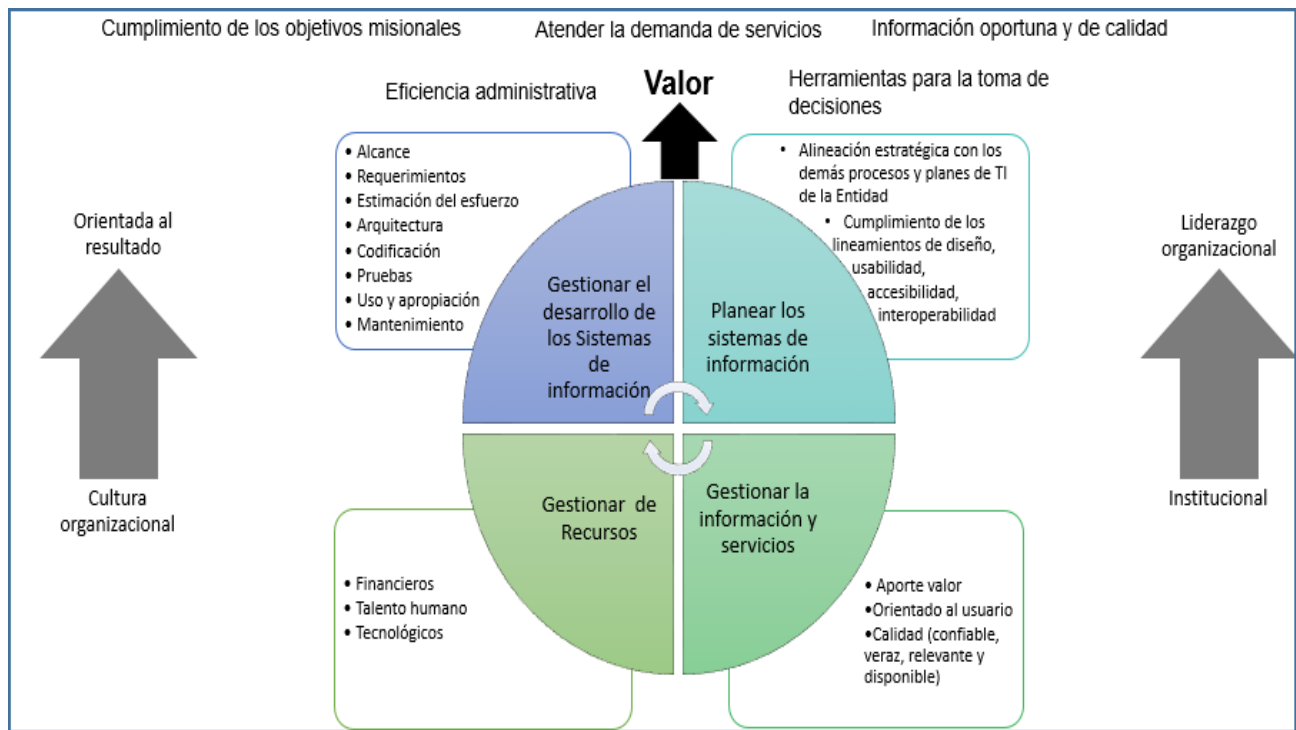 Cumplimiento de los objetivos misionales
Atender la demanda de servicios
Información oportuna y de calidad
Eficiencia administrativa
Valor
Herramientas para la toma de
decisiones
• Alcance
• Requerimientos
• Estimación del esfuerzo
• Arquitectura
• Codificación
• Pruebas
• Uso y apropiación
• Mantenimiento
• Alineación estratégica con los
demás procesos y planes de TI
de la Entidad
• Cumplimiento de los
lineamientos de diseño,
usabilidad,
accesibilidad,
interoperabilidad
Orientada al
resultado
Liderazgo
organizacional
Gestionar el
desarrollo de
los Sistemas
de
información
Planear los
sistemas de
información
Cultura
organizacional
Institucional
Gestionar de
Recursos
Gestionar la
información y
servicios
• Financieros
• Talento humano
• Tecnológicos
• Aporte valor
•Orientado al usuario
•Calidad (confiable,
veraz, relevante y
disponible)